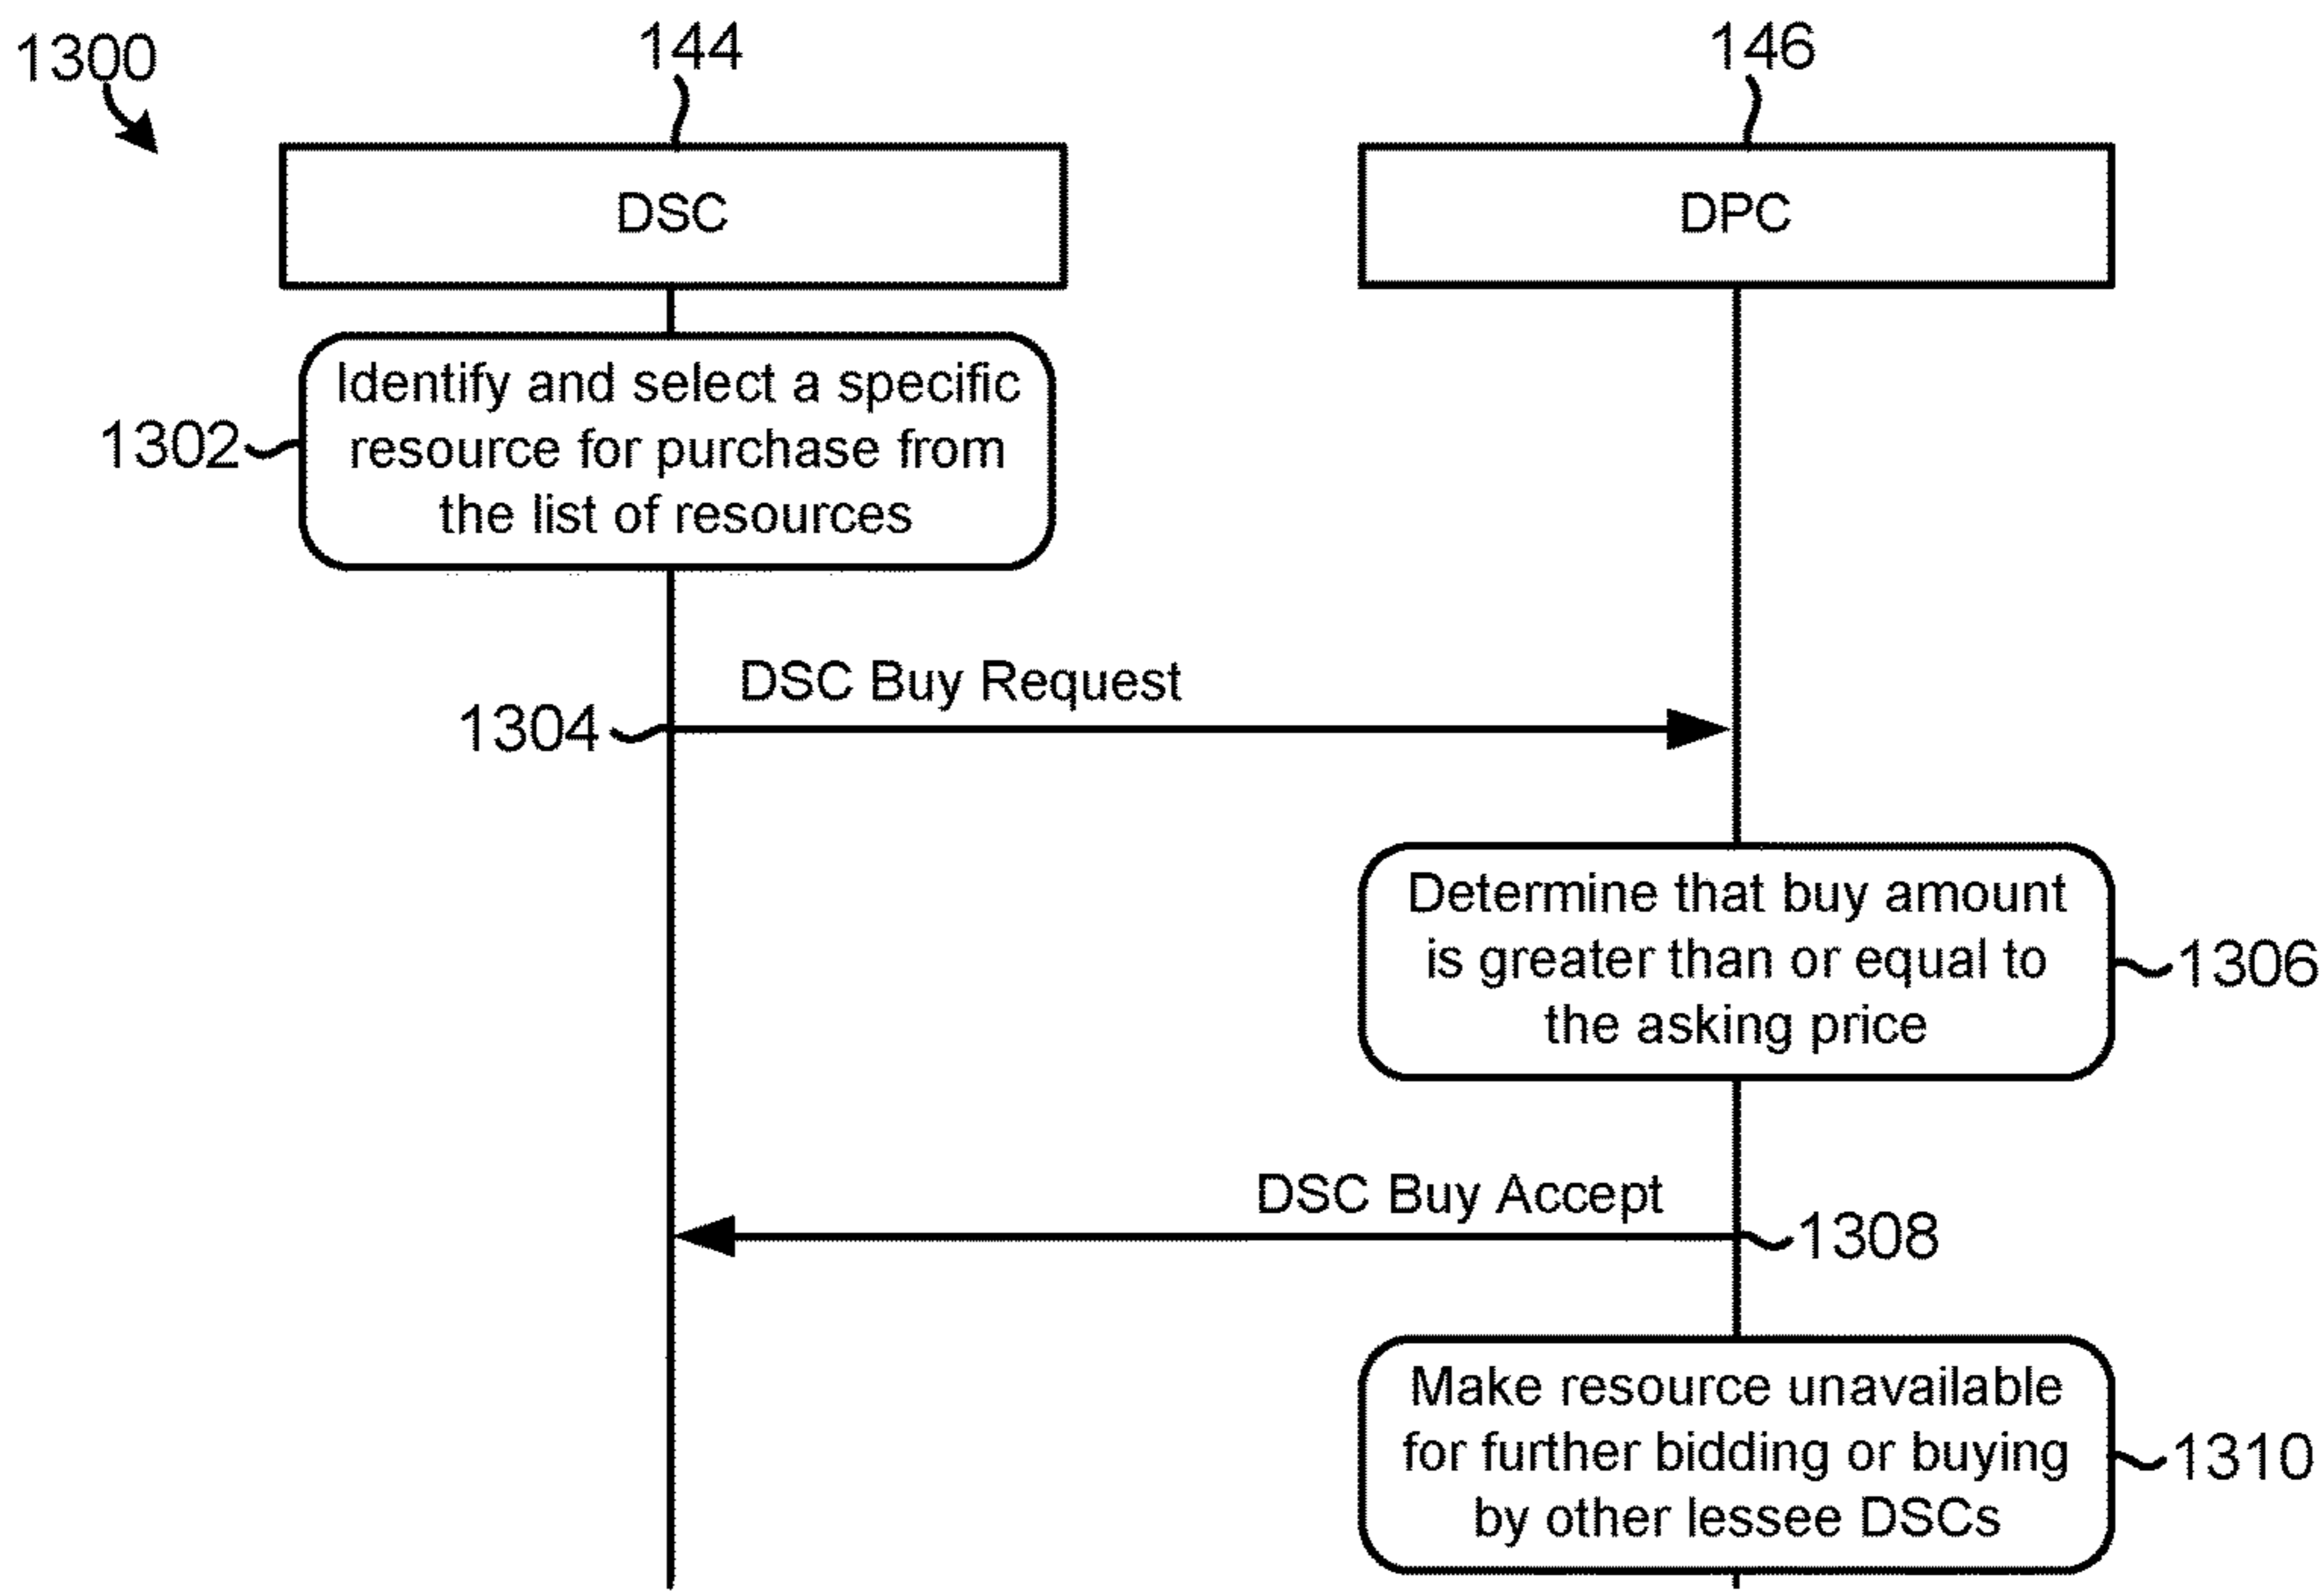 1300
144
146
DSC
DPC
Identify and select a specific
resource for purchase from
the list of resources
1302
DSC Buy Request
1304
Determine that buy amount
is greater than or equal to
the asking price
1306
DSC Buy Accept
1308
Make resource unavailable
for further bidding or buying
by other lessee DSCs
1310